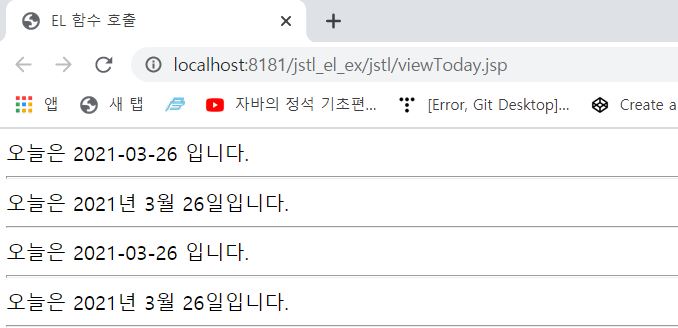 EL 함수 호출
localhost:8181/jstl_el_ex/jstl/viewToday.jsp
앱 새 탭 자바의 정석 기초편... [Error, Git Desktop]... Create a
오늘은 2021-03-26 입니다.
오늘은 2021년 3월 26일입니다.
오늘은 2021-03-26 입니다.
오늘은 2021년 3월 26일입니다.